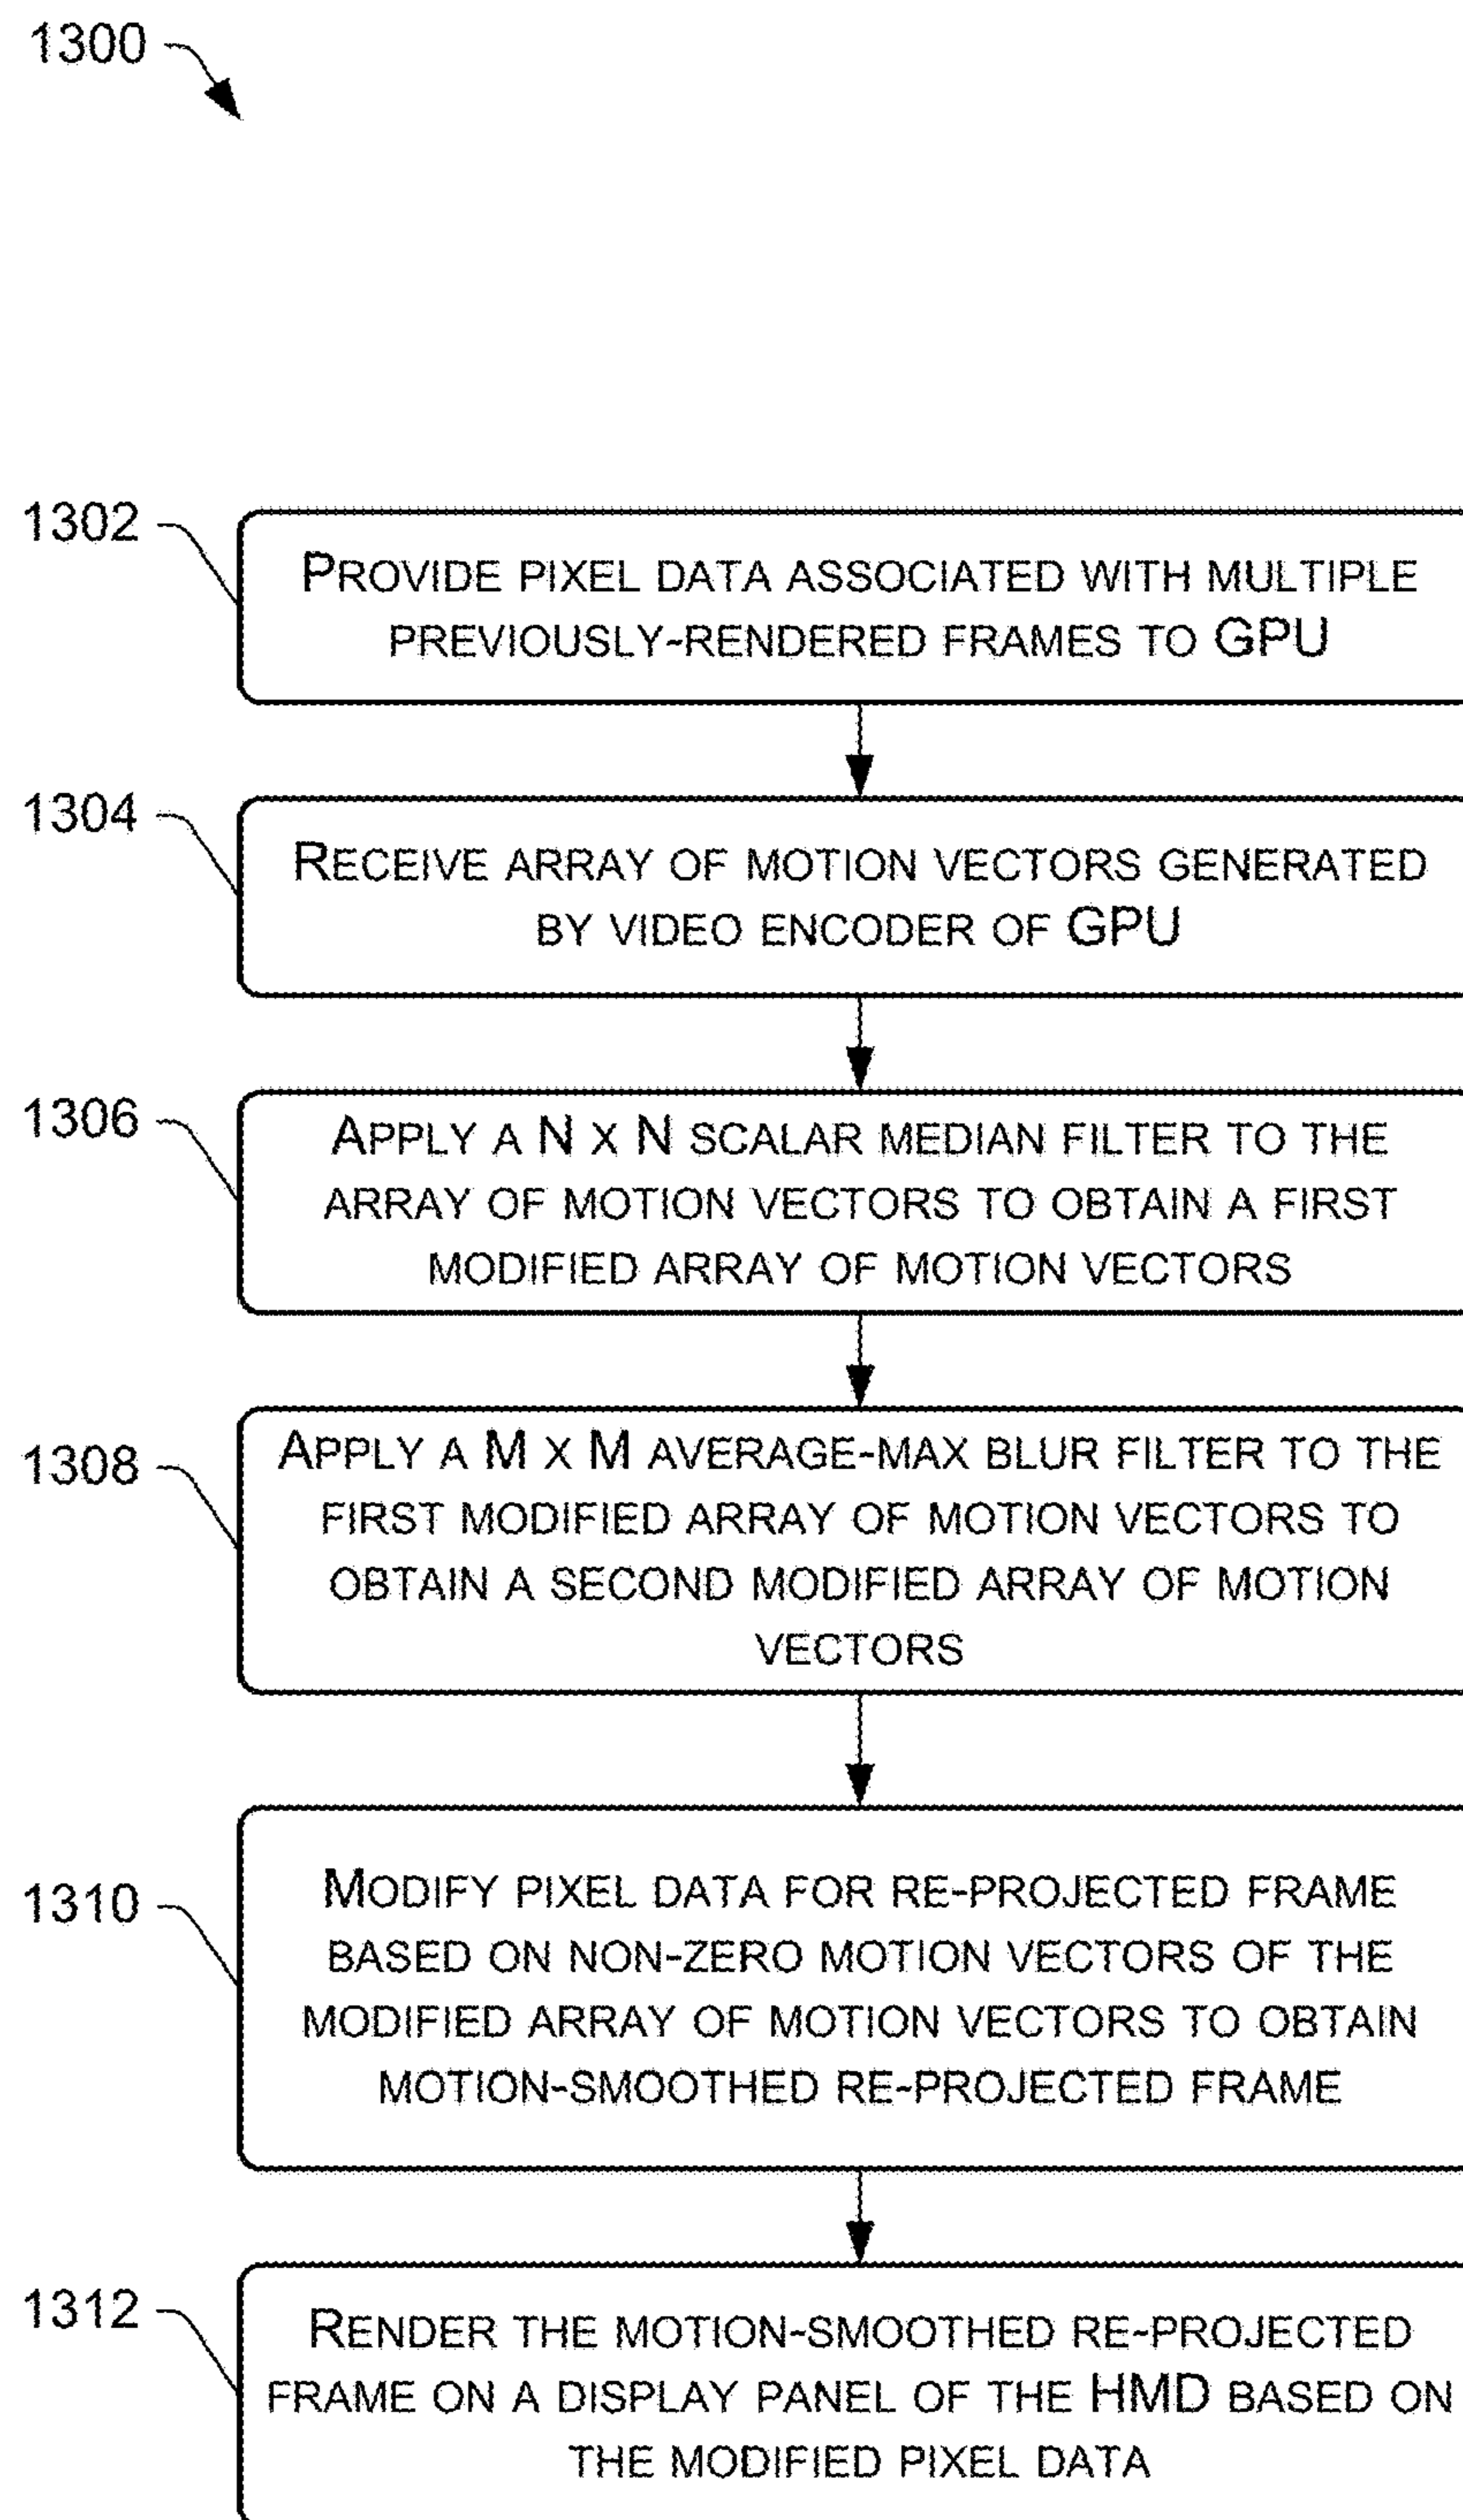 1300
1302
PROVIDE PIXEL DATA ASSOCIATED WITH MULTIPLE
PREVIOUSLY-RENDERED FRAMES TO GPU
1304
RECEIVE ARRAY OF MOTION VECTORS GENERATED
BY VIDEO ENCODER OF GPU
1306
APPLY A N X N SCALAR MEDIAN FILTER TO THE
ARRAY OF MOTION VECTORS TO OBTAIN A FIRST
MODIFIED ARRAY OF MOTION VECTORS
1308
APPLY A M X M AVERAGE-MAX BLUR FILTER TO THE
FIRST MODIFIED ARRAY OF MOTION VECTORS TO
OBTAIN A SECOND MODIFIED ARRAY OF MOTION
VECTORS
1310
MODIFY PIXEL DATA FOR RE-PROJECTED FRAME
BASED ON NON-ZERO MOTION VECTORS OF THE
MODIFIED ARRAY OF MOTION VECTORS TO OBTAIN
MOTION-SMOOTHED RE-PROJECTED FRAME
1312
RENDER THE MOTION-SMOOTHED RE-PROJECTED
FRAME ON A DISPLAY PANEL OF THE HMD BASED ON
THE MODIFIED PIXEL DATA